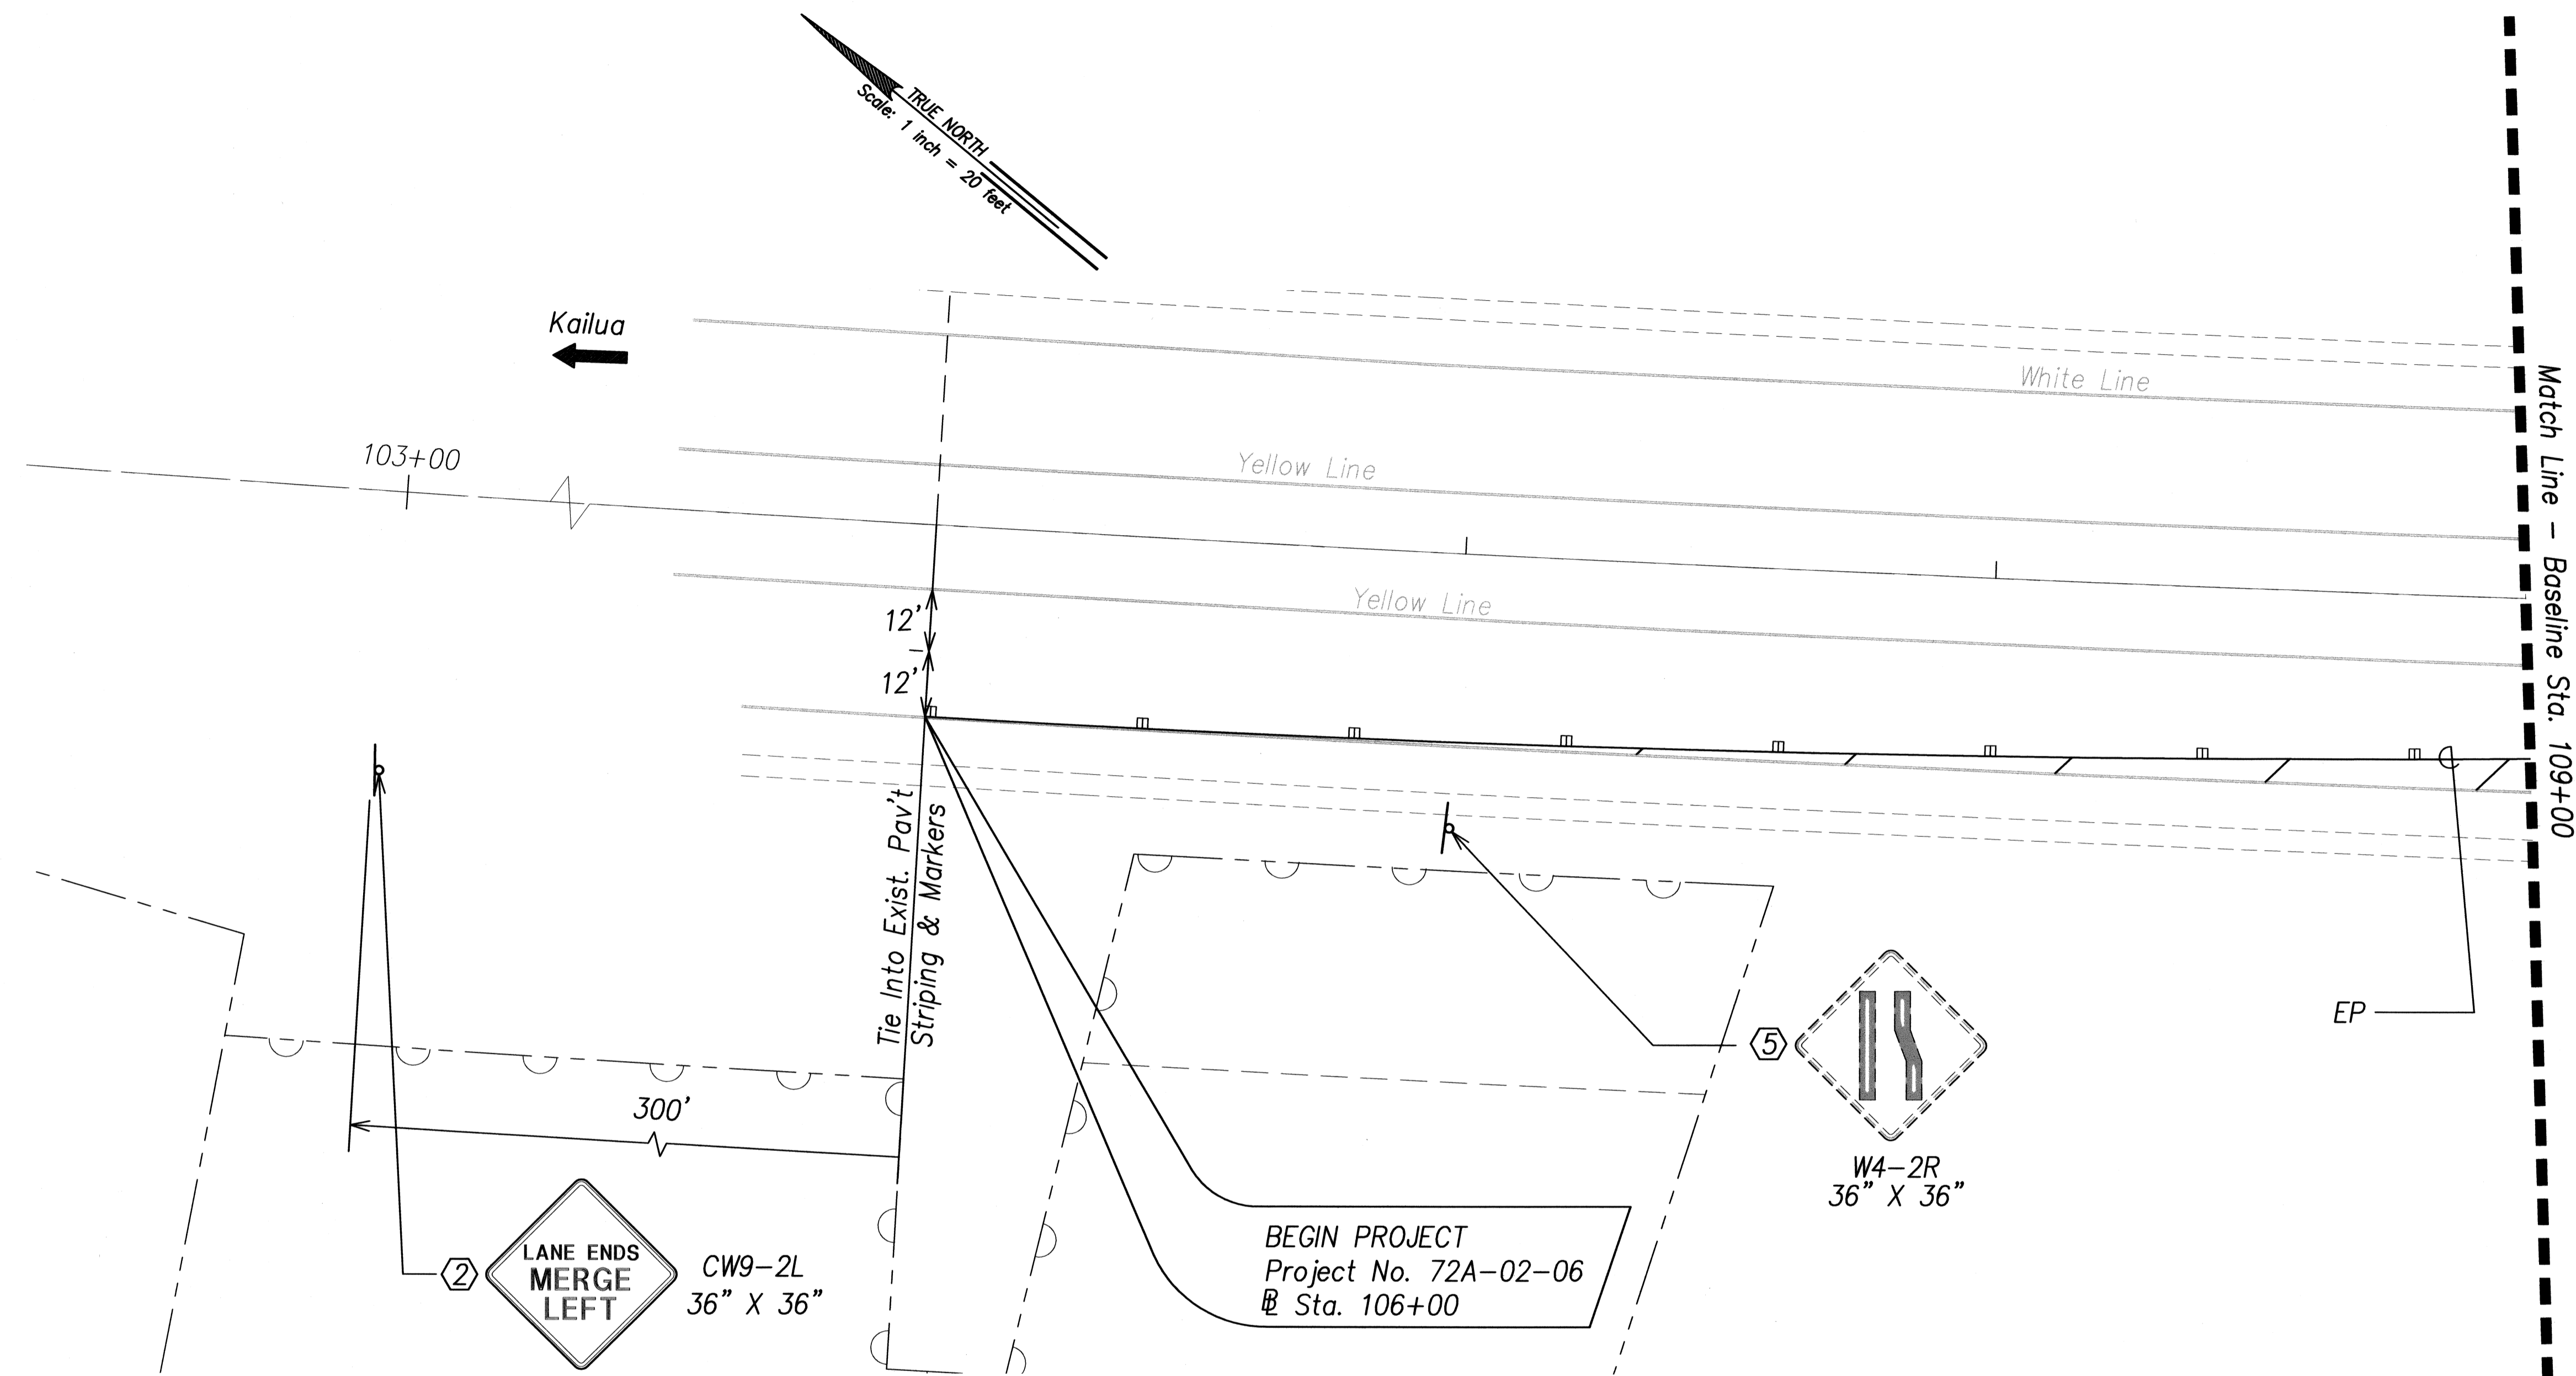 TRUE NORTH
Scale: 1 inch = 20 feet
Kailua
White Line
103+00
Yellow Line
Yellow Line
12'
12'
Match Line - Baseline Sta. 109+00
Tie Into Exist. Pav't
Striping & Markers
EP
5
300'
W4-2R
36" X 36"
2
LANE ENDS
MERGE
LEFT
CW9-2L
36" X 36"
BEGIN PROJECT
Project No. 72A-02-06
BL Sta. 106+00